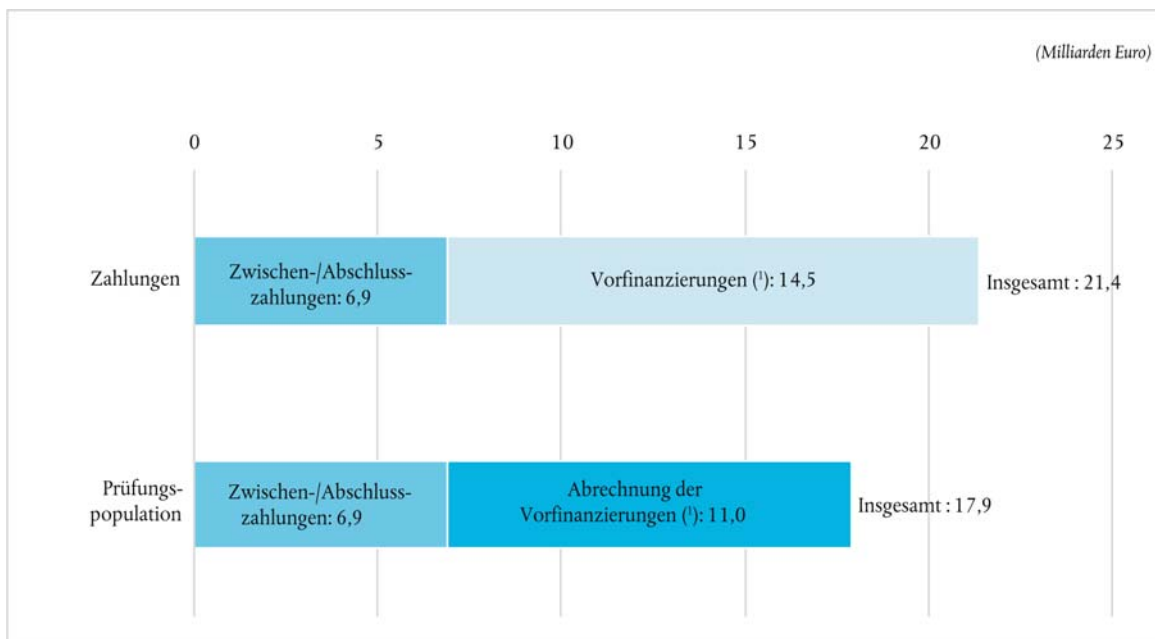 (Milliarden Euro)
0 5 10 15 20 25
Zahlungen
Zwischen-/Abschluss-
zahlungen: 6,9
Vorfinanzierungen (¹): 14,5
Insgesamt : 21,4
Prüfungs-
population
Zwischen-/Abschluss-
zahlungen: 6,9
Abrechnung der
Vorfinanzierungen (¹): 11,0
Insgesamt : 17,9